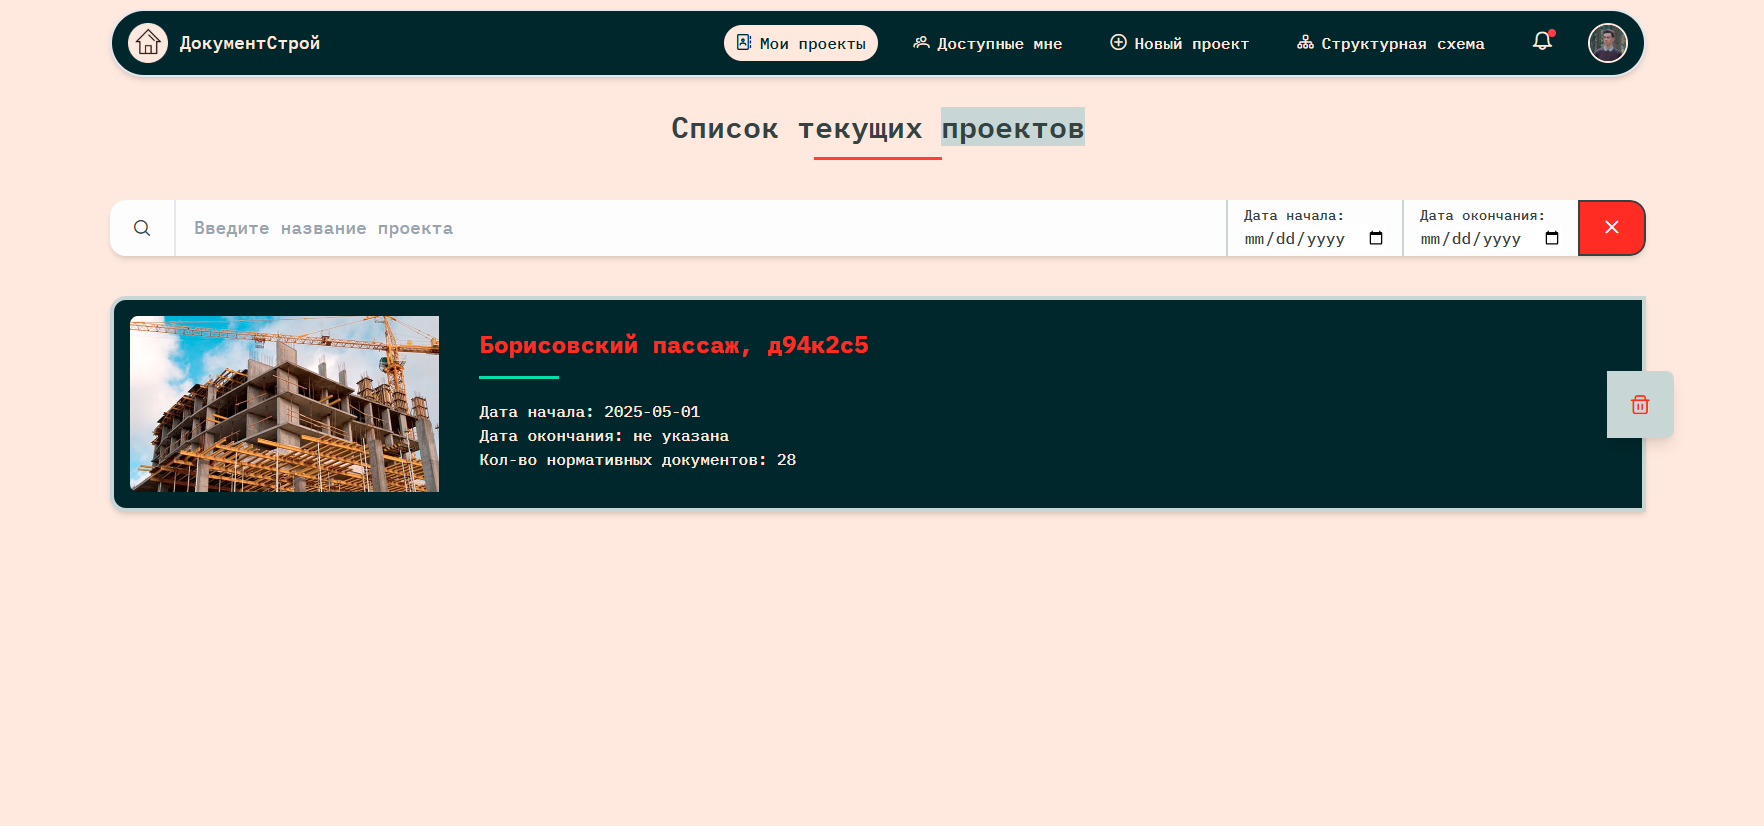 ДокументСтрой
Мои проекты
Доступные мне
Новый проект
Структурная схема
Список текущих проектов
Введите название проекта
Дата начала:
mm/dd/yyyy
Дата окончания:
mm/dd/yyyy
Борисовский пассаж, д94к2с5
Дата начала: 2025-05-01
Дата окончания: не указана
Кол-во нормативных документов: 28